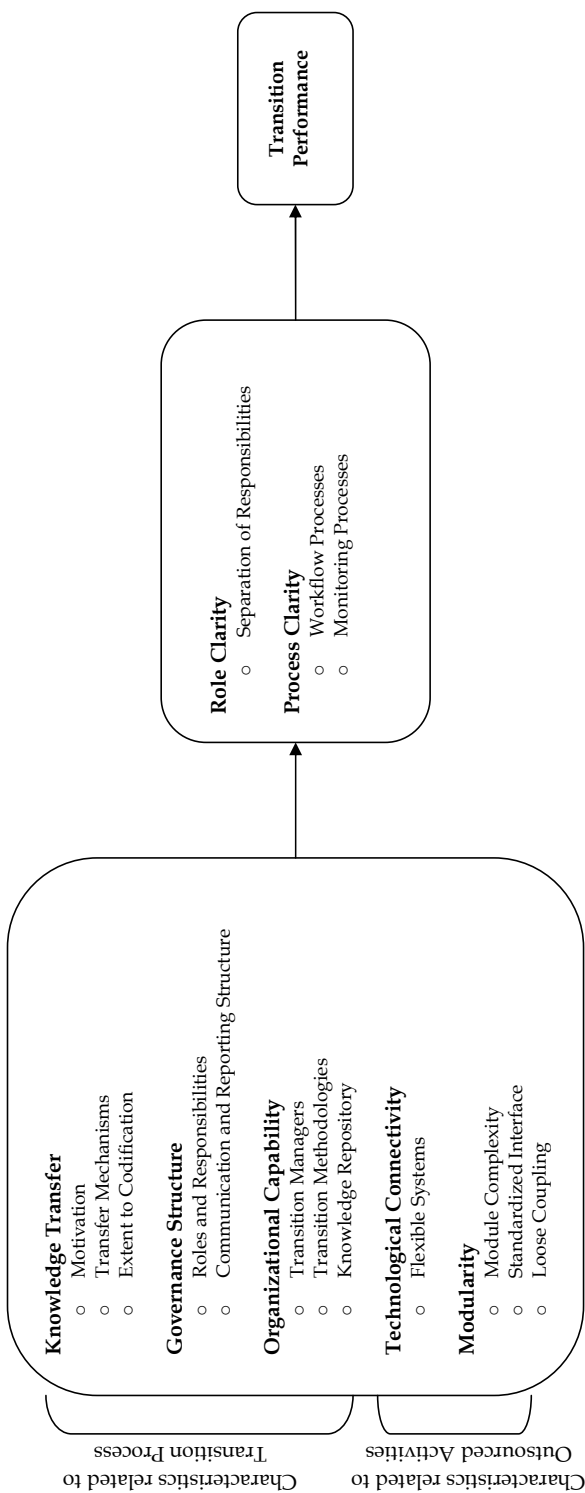 Characteristics related to
Transition Process
Characteristics related to
Outsourced Activities
Knowledge Transfer
○ Motivation
○ Transfer Mechanisms
○ Extent to Codification
Governance Structure
○ Roles and Responsibilities
○ Communication and Reporting Structure
Organizational Capability
○ Transition Managers
○ Transition Methodologies
○ Knowledge Repository
Technological Connectivity
○ Flexible Systems
Modularity
○ Module Complexity
○ Standardized Interface
○ Loose Coupling
Role Clarity
○ Separation of Responsibilities
Process Clarity
○ Workflow Processes
○ Monitoring Processes
Transition
Performance